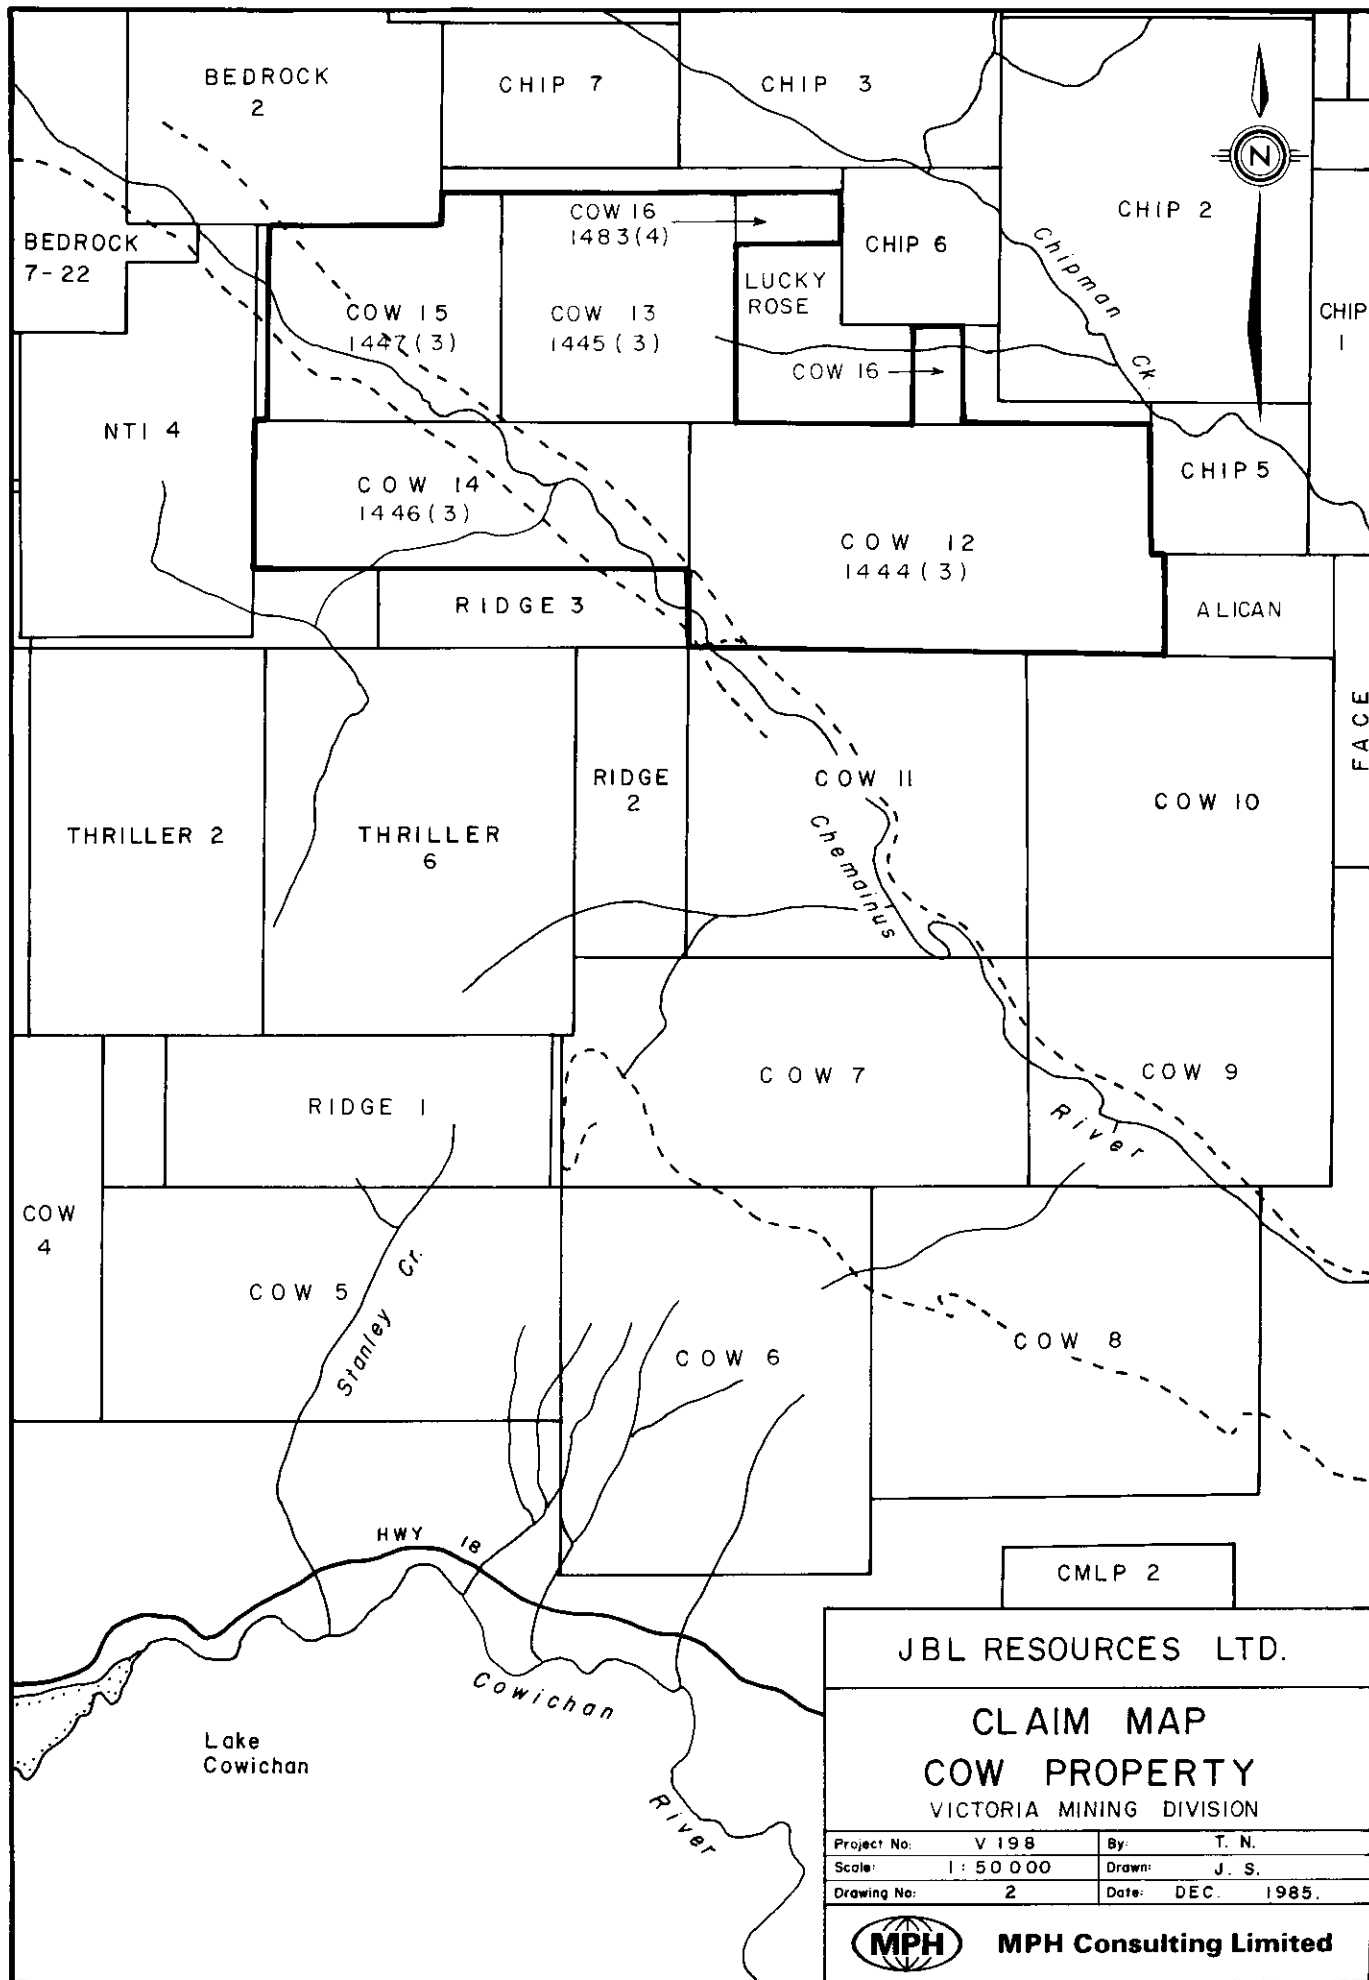 BEDROCK
2
CHIP 7
CHIP 3
CHIP 2
N
BEDROCK
7-22
COW 16
1483(4)
CHIP 6
Chipman Ck.
LUCKY
ROSE
COW 15
1447(3)
COW 13
1445(3)
CHIP
1
COW 16
NTI 4
CHIP 5
COW 14
1446(3)
COW 12
1444(3)
RIDGE 3
ALICAN
FACE
THRILLER 2
THRILLER
6
RIDGE
2
COW 11
COW 10
Chemainus
River
COW 7
COW 9
RIDGE 1
COW
4
COW 5
Stanley Cr.
COW 6
COW 8
HWY 18
CMLP 2
Cowichan
River
Lake
Cowichan
JBL RESOURCES LTD.
CLAIM MAP
COW PROPERTY
VICTORIA MINING DIVISION
Project No: V 198 By: T. N.
Scale: 1:50 000 Drawn: J. S.
Drawing No: 2 Date: DEC. 1985.
MPH MPH Consulting Limited